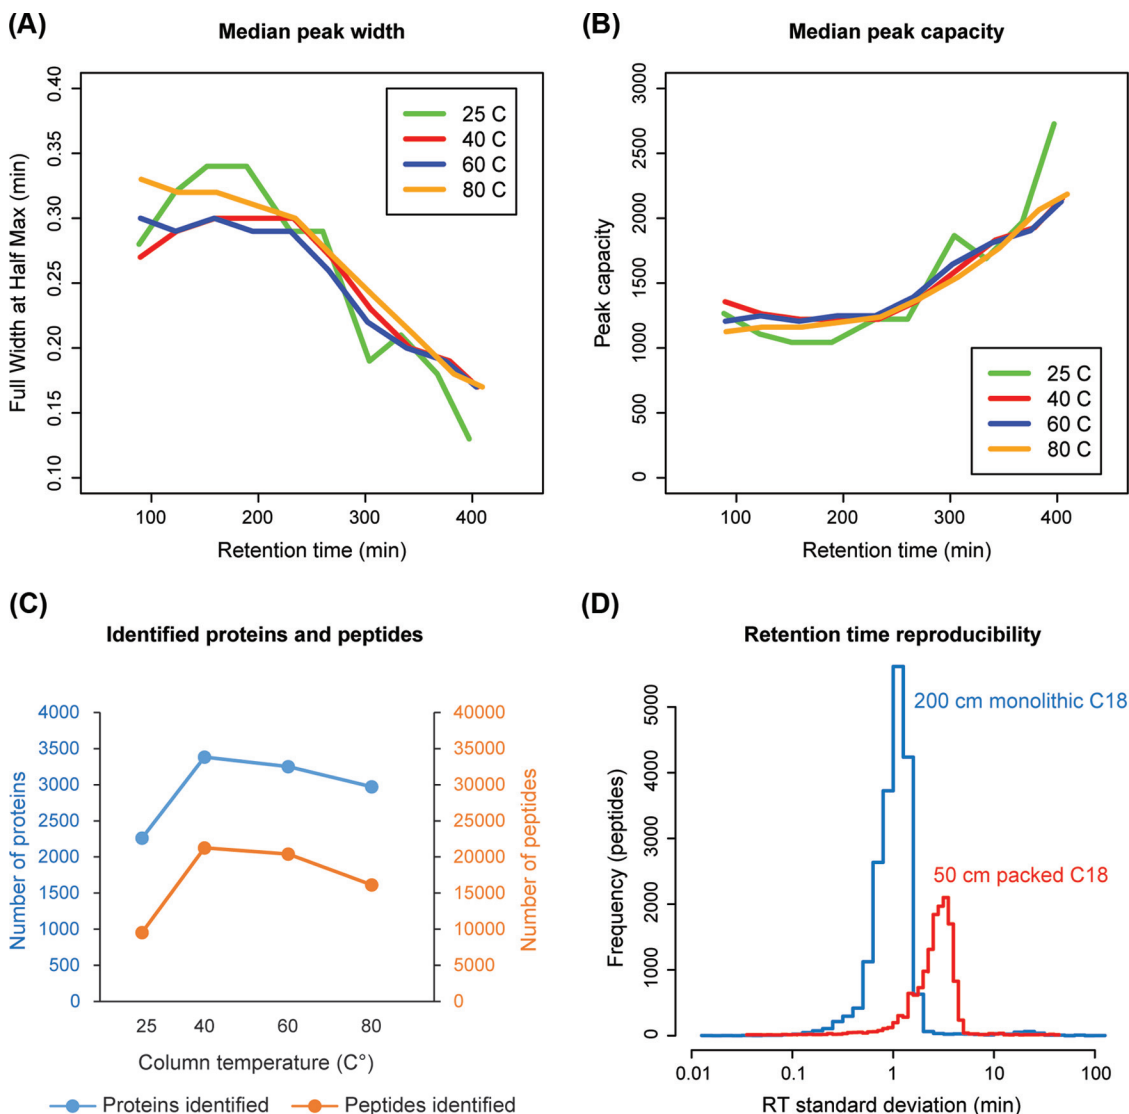 (A)
Median peak width
Full Width at Half Max (min)
0.40
0.35
0.30
0.25
0.20
0.15
0.10
25 C
40 C
60 C
80 C
100 200 300 400
Retention time (min)
(B)
Median peak capacity
Peak capacity
3000
2500
2000
1500
1000
500
0
25 C
40 C
60 C
80 C
100 200 300 400
Retention time (min)
(C)
Identified proteins and peptides
Number of proteins
4000
3500
3000
2500
2000
1500
1000
500
0
40000
35000
30000
25000
20000
15000
10000
5000
0
Number of peptides
25 40 60 80
Column temperature (C°)
Proteins identified Peptides identified
(D)
Retention time reproducibility
Frequency (peptides)
5000
4000
3000
2000
1000
0
200 cm monolithic C18
50 cm packed C18
0.01 0.1 1 10 100
RT standard deviation (min)